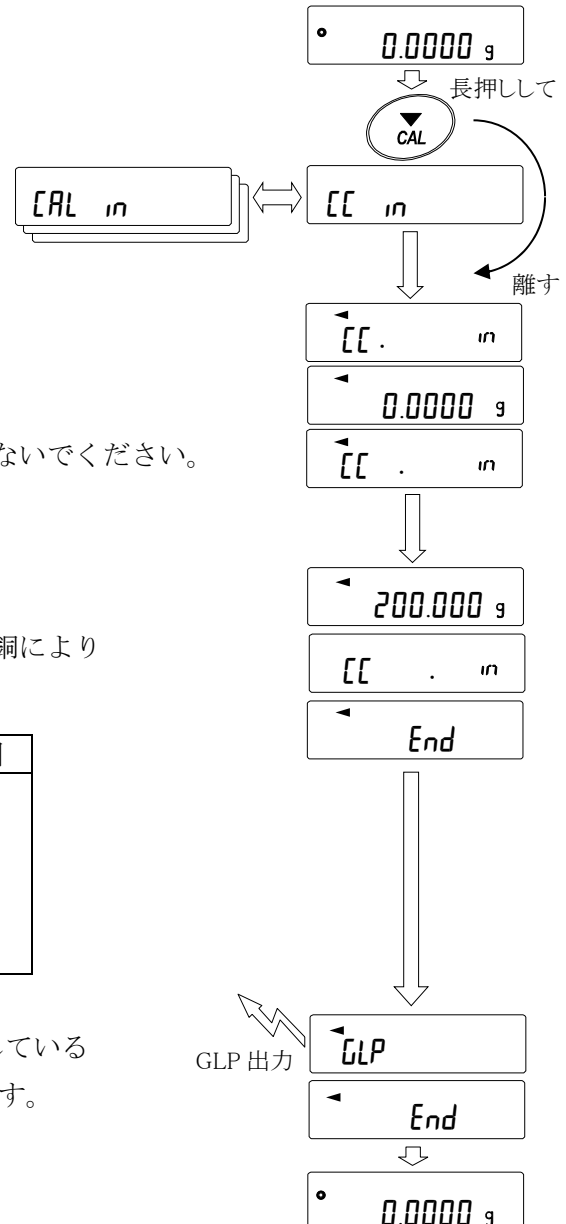 0.0000 g
長押しして
CAL
CAL in
CC in
離す
CC. in
0.0000 g
ないでください。
CC . in
200.000 g
銅により
CC . in
End
している
GLP 出力
GLP
す。
End
0.0000 g